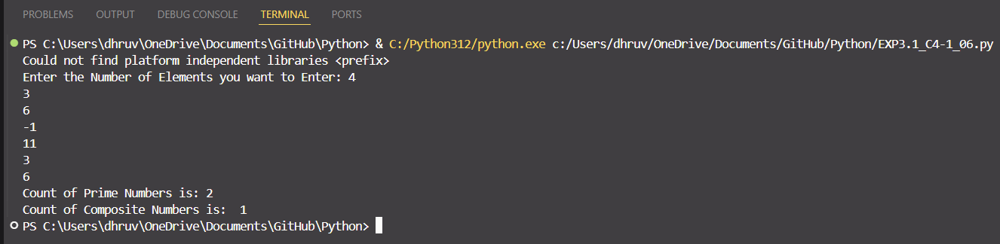 PROBLEMS OUTPUT DEBUG CONSOLE TERMINAL PORTS
PS C:\Users\dhruv\OneDrive\Documents\GitHub\Python> & C:/Python312/python.exe c:/Users/dhruv/OneDrive/Documents/GitHub/Python/EXP3.1_C4-1_06.py
Could not find platform independent libraries <prefix>
Enter the Number of Elements you want to Enter: 4
3
6
-1
11
3
6
Count of Prime Numbers is: 2
Count of Composite Numbers is:  1
PS C:\Users\dhruv\OneDrive\Documents\GitHub\Python>